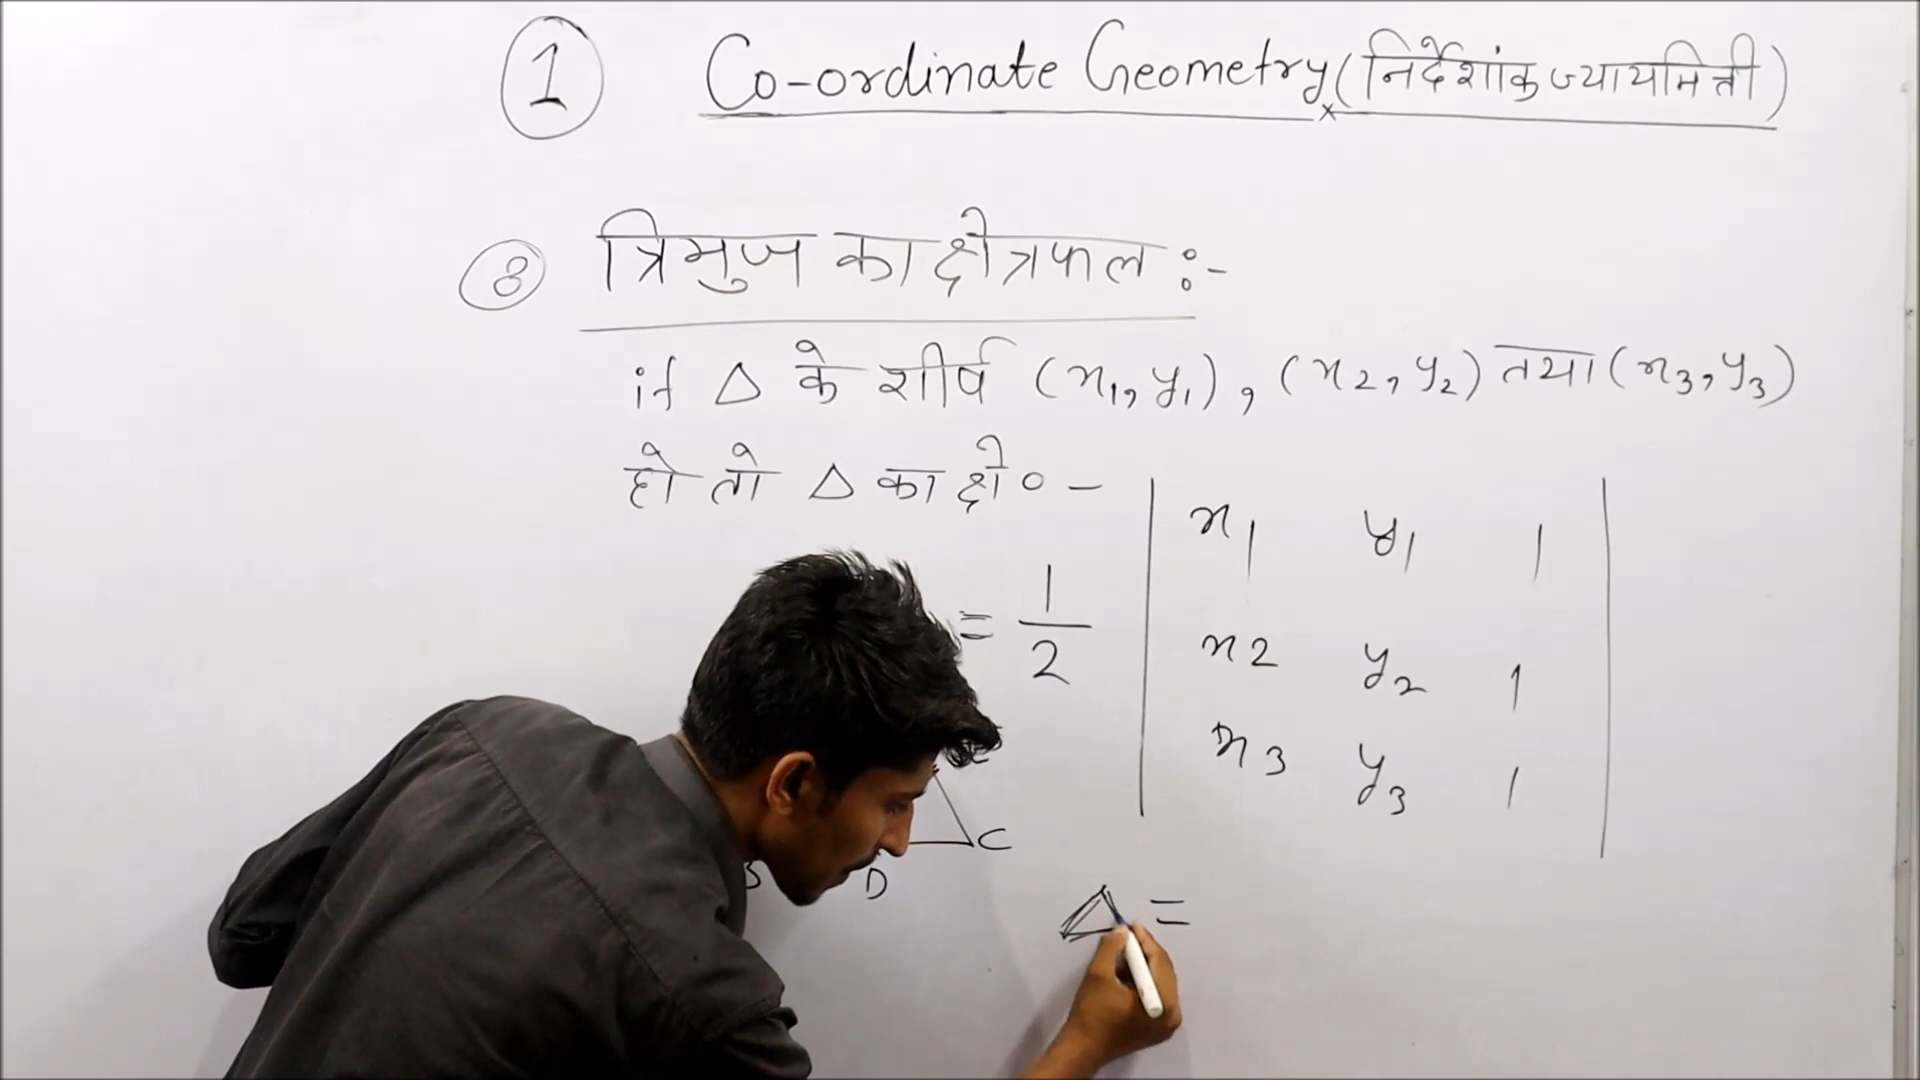 1 Co-ordinate Geometry (निर्देशांक ज्यायमिती)
8 त्रिभुज का क्षेत्रफल :-
if △ के शीर्ष (x1, y1), (x2, y2) तथा (x3, y3)
हो तो △ का क्षे० -
= 1/2 | x1 y1 1 |
| x2 y2 1 |
| x3 y3 1 |
C
D
△ =